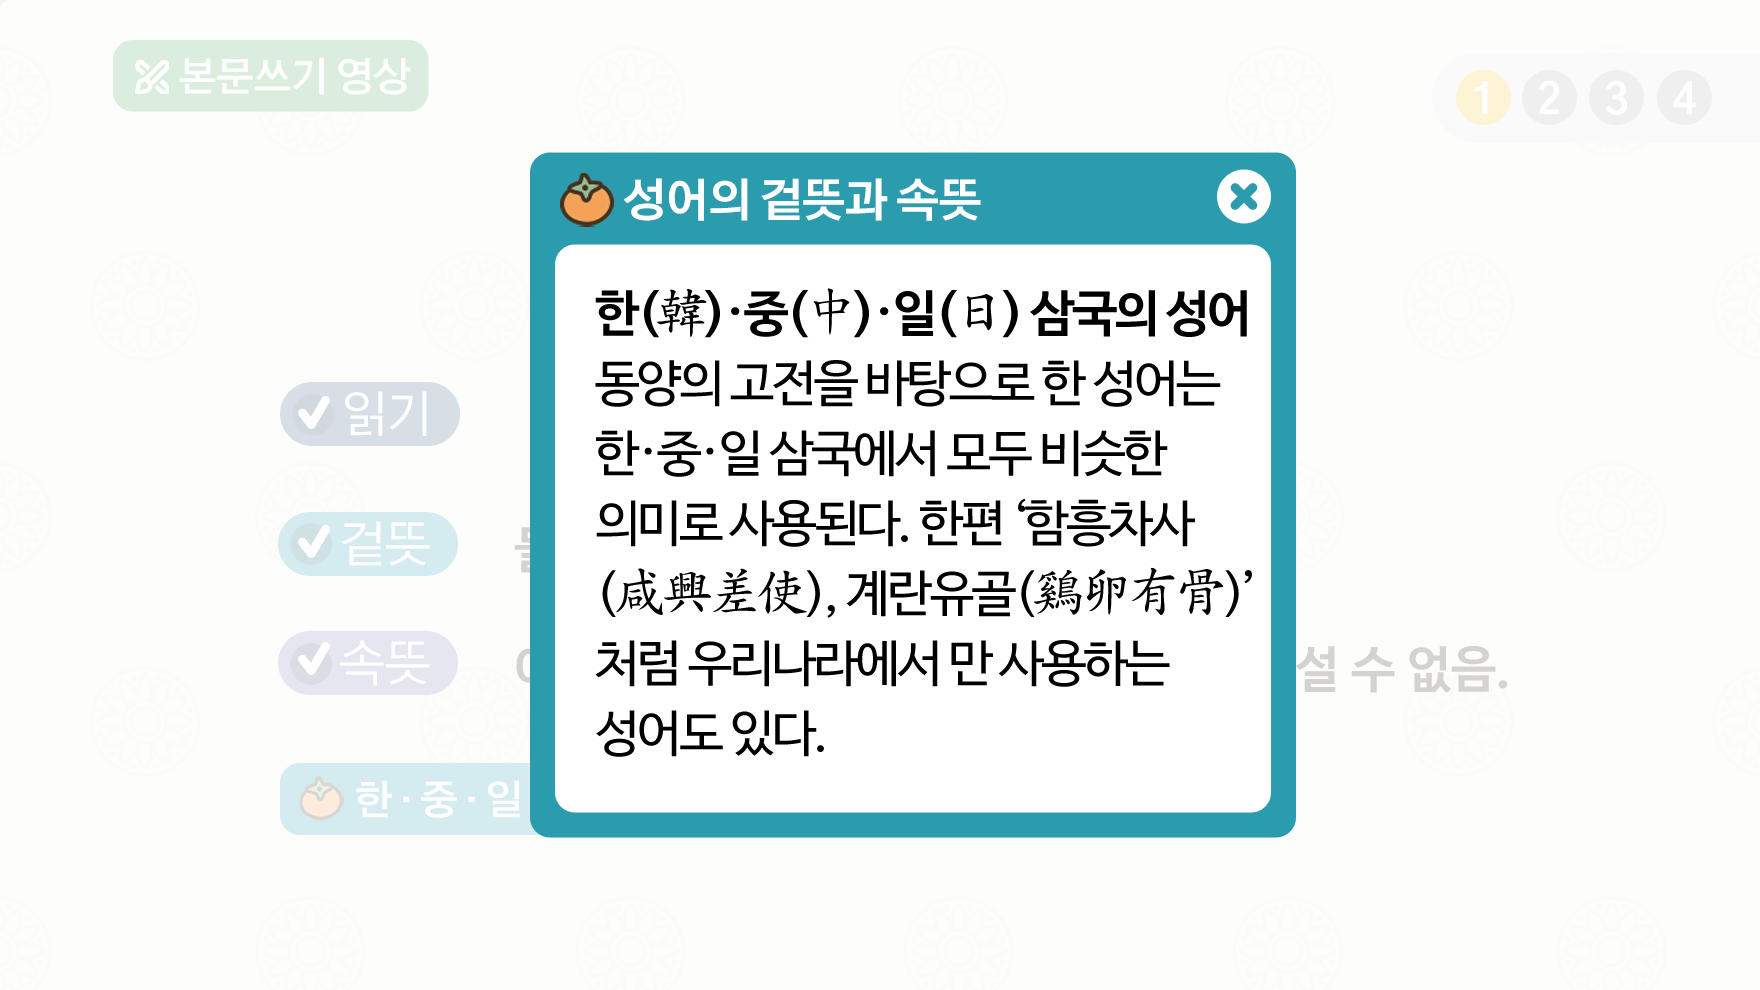 본문쓰기 영상
1 2 3 4
성어의 겉뜻과 속뜻
한(韓)·중(中)·일(日) 삼국의 성어
동양의 고전을 바탕으로 한 성어는
한·중·일 삼국에서 모두 비슷한
의미로 사용된다. 한편 ‘함흥차사
(咸興差使), 계란유골(鷄卵有骨)’
처럼 우리나라에서 만 사용하는
성어도 있다.
읽기
겉뜻
속뜻
설 수 없음.
한·중·일